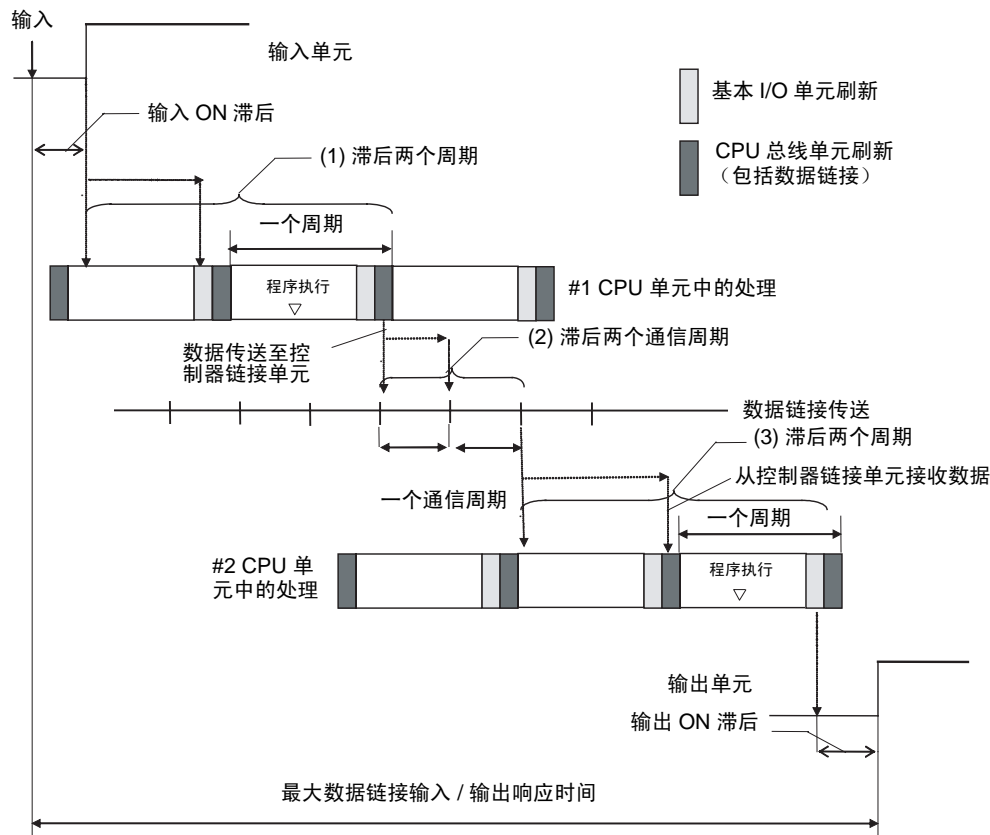 输入
输入单元
输入 ON 滞后
基本 I/O 单元刷新
CPU 总线单元刷新
（包括数据链接）
(1) 滞后两个周期
一个周期
程序执行
#1 CPU 单元中的处理
(2) 滞后两个通信周期
数据传送至控
制器链接单元
数据链接传送
(3) 滞后两个周期
从控制器链接单元接收数据
一个通信周期
一个周期
#2 CPU 单
元中的处理
程序执行
输出单元
输出 ON 滞后
最大数据链接输入 / 输出响应时间